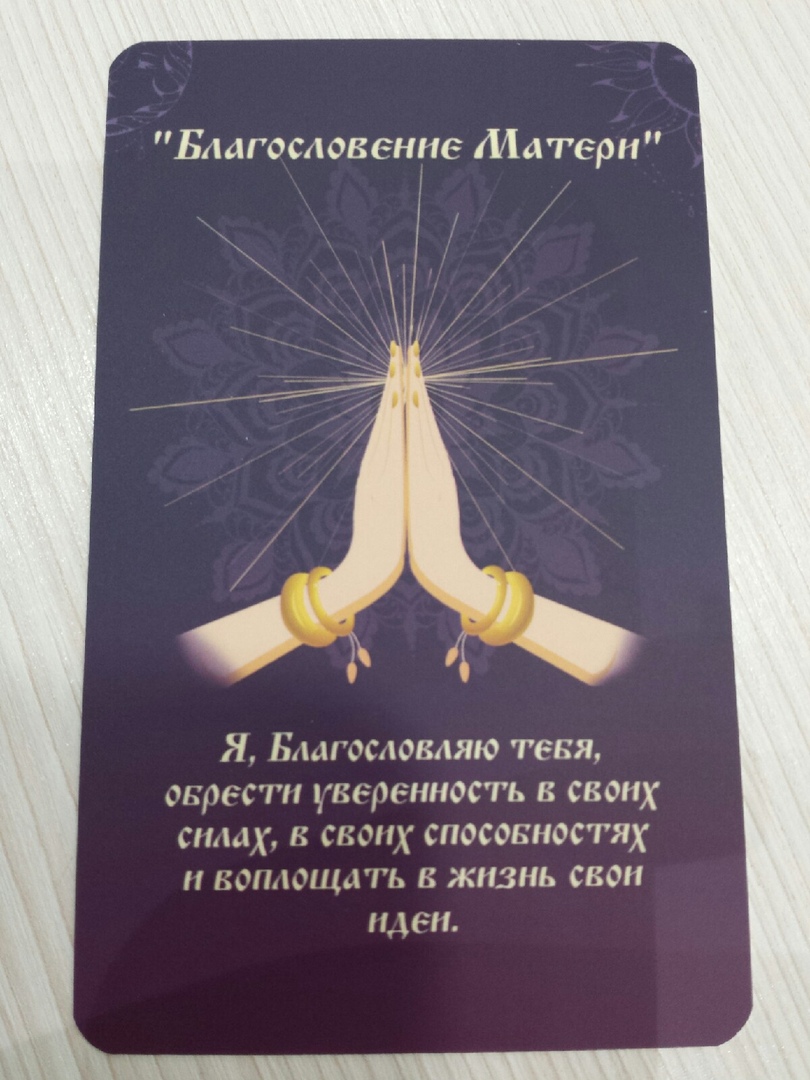 "Благословение Матери"
Я, Благословляю тебя,
обрести уверенность в своих
силах, в своих способностях
и воплощать в жизнь свои
идеи.